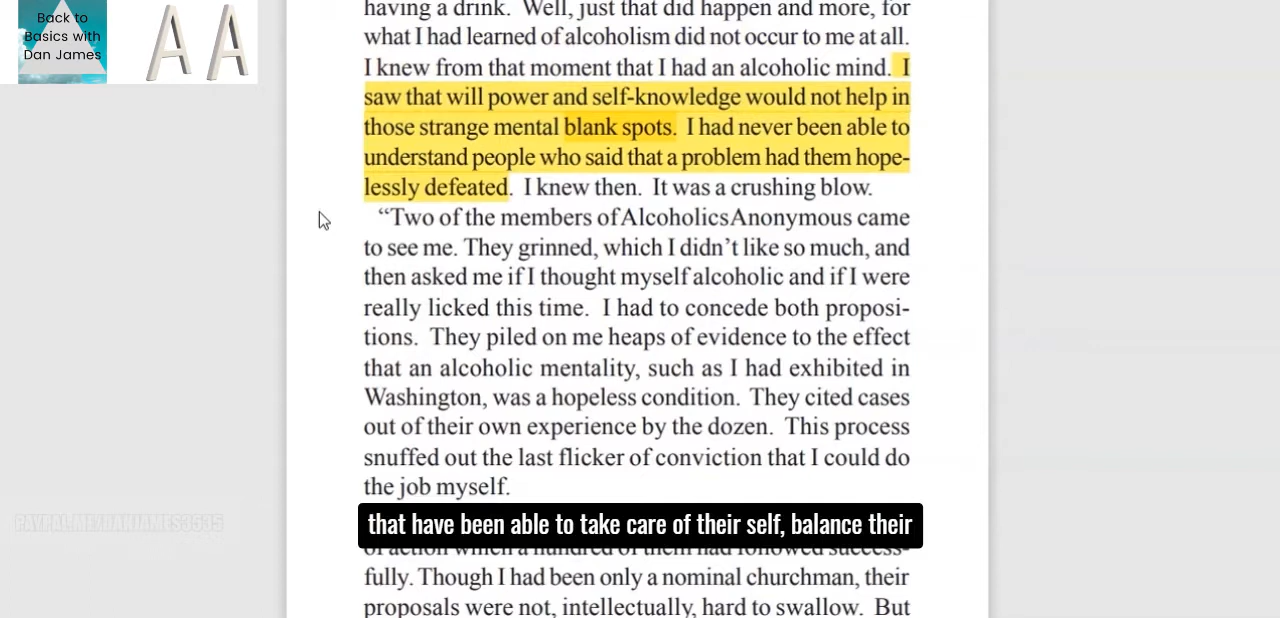 Back to
Basics with
Dan James
A A
having a drink. Well, just that did happen and more, for
what I had learned of alcoholism did not occur to me at all.
I knew from that moment that I had an alcoholic mind. I
saw that will power and self-knowledge would not help in
those strange mental blank spots. I had never been able to
understand people who said that a problem had them hope-
lessly defeated. I knew then. It was a crushing blow.
“Two of the members of Alcoholics Anonymous came
to see me. They grinned, which I didn’t like so much, and
then asked me if I thought myself alcoholic and if I were
really licked this time. I had to concede both proposi-
tions. They piled on me heaps of evidence to the effect
that an alcoholic mentality, such as I had exhibited in
Washington, was a hopeless condition. They cited cases
out of their own experience by the dozen. This process
snuffed out the last flicker of conviction that I could do
the job myself.
that have been able to take care of their self, balance their
of action which a hundred of them had followed success-
fully. Though I had been only a nominal churchman, their
proposals were not, intellectually, hard to swallow. But